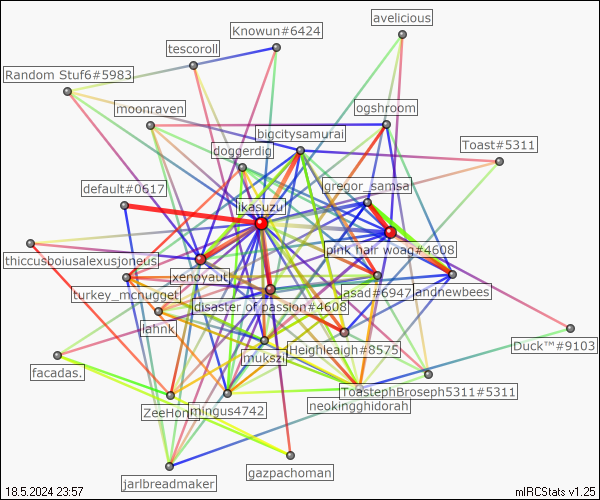 avelicious
Knowun#6424
tescoroll
Random Stuf6#5983
moonraven
ogshroom
bigcitysamurai
Toast#5311
doggerdig
default#0617
gregor_samsa
ikasuzu
pink hair woag#4608
thiccusboiusalexusjoneus
xenovault
turkey_mcnugget
asad#6947
andnewbees
disaster of passion#4608
lahnk
Heighleaigh#8575
Duck™#9103
imukszi
facadas.
ToastephBroseph5311#5311
ZeeHon
mingus4742
neokingghidorah
gazpachoman
jarlbreadmaker
18.5.2024 23:57
mIRCStats v1.25